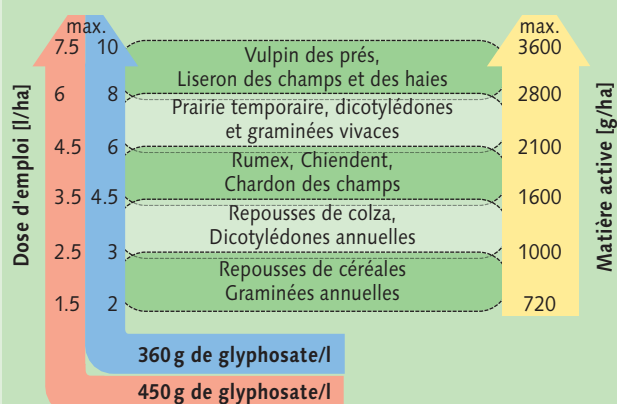 max.
max.
7.5 10
3600
Vulpin des prés,
Liseron des champs et des haies
6 8
2800
Prairie temporaire, dicotylédones
et graminées vivaces
4.5 6
2100
Rumex, Chiendent,
Chardon des champs
3.5 4.5
1600
Repousses de colza,
Dicotylédones annuelles
2.5 3
1000
Repousses de céréales
Graminées annuelles
1.5 2
720
Dose d'emploi [l/ha]
Matière active [g/ha]
360 g de glyphosate/l
450 g de glyphosate/l